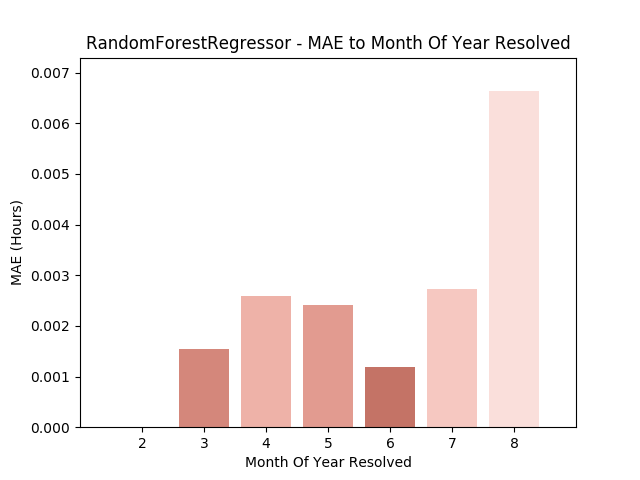 RandomForestRegressor - MAE to Month Of Year Resolved
0.007
0.006
0.005
0.004
0.003
0.002
0.001
0.000
MAE (Hours)
2 3 4 5 6 7 8
Month Of Year Resolved